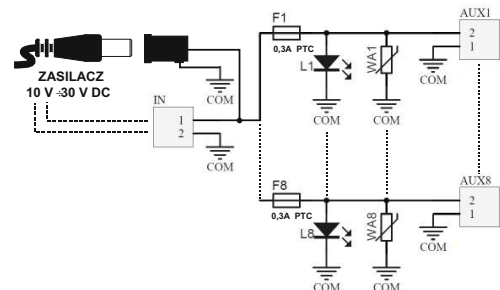 F1
AUX1
0,3A PTC
2
1
L1
WA1
COM
COM
COM
COM
ZASILACZ
10 V ÷30 V DC
IN
1
2
COM
F8
AUX8
0,3A PTC
2
1
L8
WA8
COM
COM
COM